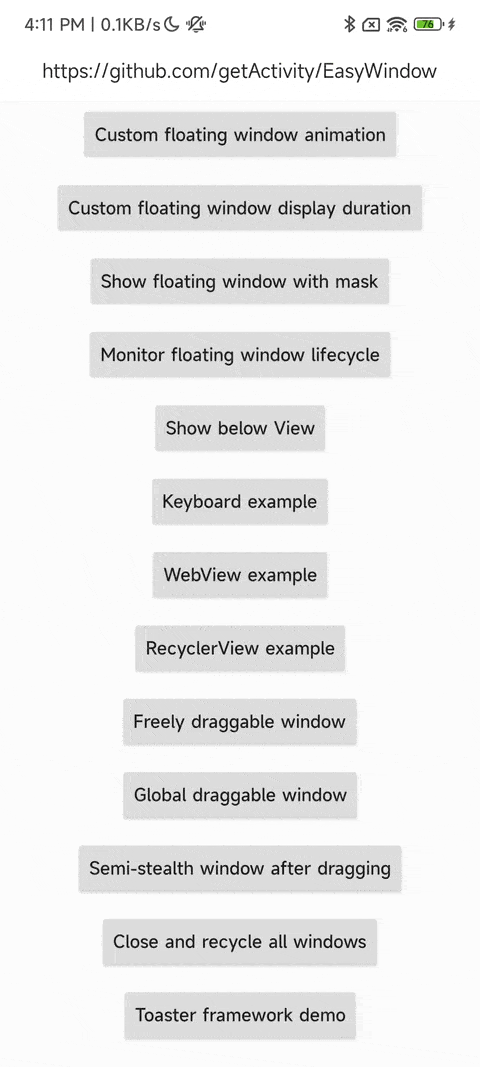 4:11 PM | 0.1KB/s 76
https://github.com/getActivity/EasyWindow
Custom floating window animation
Custom floating window display duration
Show floating window with mask
Monitor floating window lifecycle
Show below View
Keyboard example
WebView example
RecyclerView example
Freely draggable window
Global draggable window
Semi-stealth window after dragging
Close and recycle all windows
Toaster framework demo